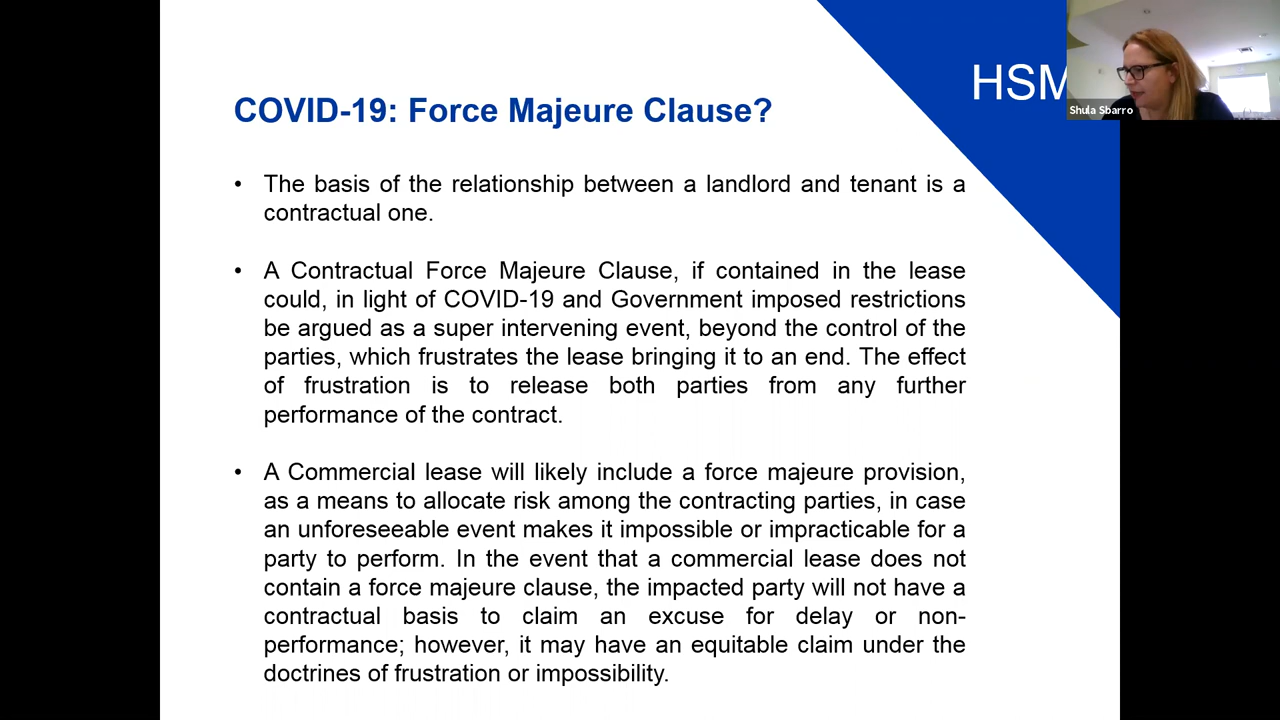 HSM
Shula Sbarro
COVID-19: Force Majeure Clause?
• The basis of the relationship between a landlord and tenant is a
contractual one.
• A Contractual Force Majeure Clause, if contained in the lease
could, in light of COVID-19 and Government imposed restrictions
be argued as a super intervening event, beyond the control of the
parties, which frustrates the lease bringing it to an end. The effect
of frustration is to release both parties from any further
performance of the contract.
• A Commercial lease will likely include a force majeure provision,
as a means to allocate risk among the contracting parties, in case
an unforeseeable event makes it impossible or impracticable for a
party to perform. In the event that a commercial lease does not
contain a force majeure clause, the impacted party will not have a
contractual basis to claim an excuse for delay or non-
performance; however, it may have an equitable claim under the
doctrines of frustration or impossibility.